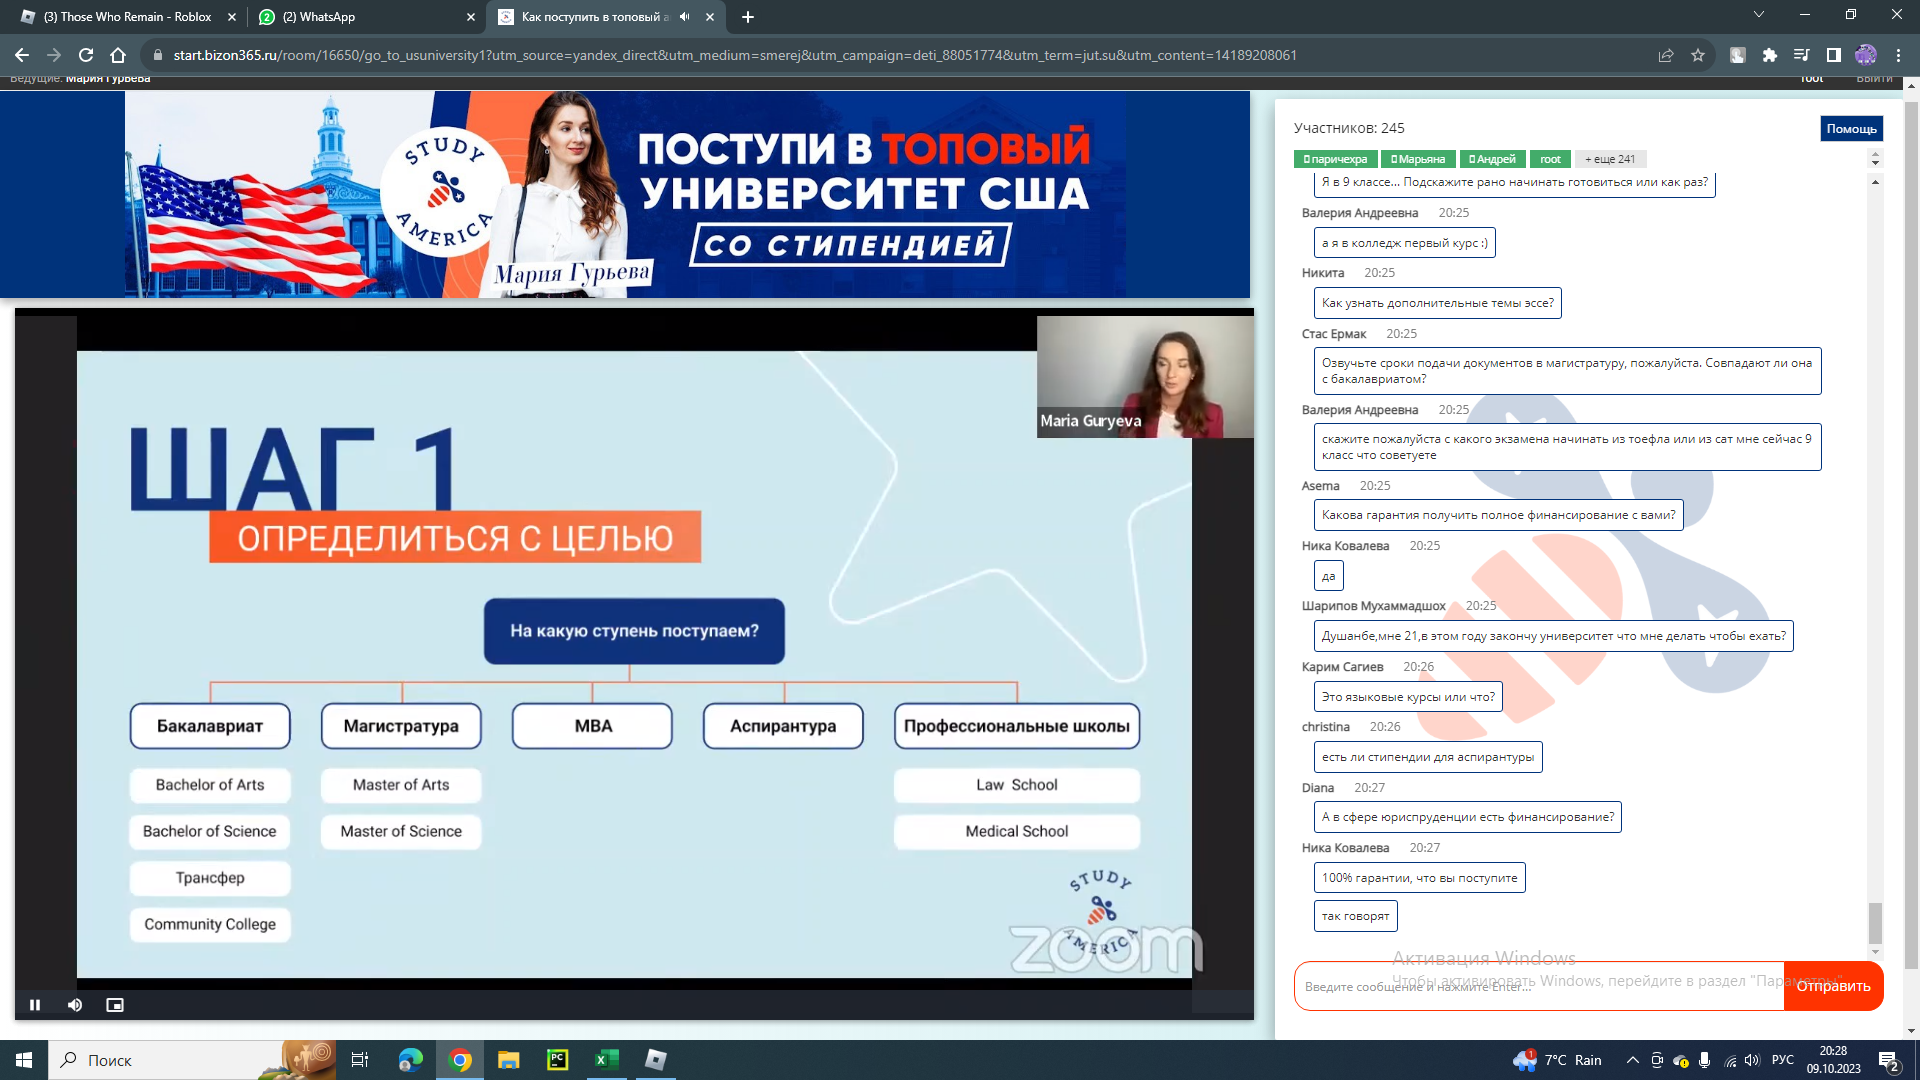 (3) Those Who Remain - Roblox
(2) WhatsApp
Как поступить в топовый а
start.bizon365.ru/room/16650/go_to_usuniversity1?utm_source=yandex_direct&utm_medium=smerej&utm_campaign=deti_88051774&utm_term=jut.su&utm_content=14189208061
Ведущие: Мария Гурьева
root
Выйти
STUDY
AMERICA
Мария Гурьева
ПОСТУПИ В ТОПОВЫЙ
УНИВЕРСИТЕТ США
СО СТИПЕНДИЕЙ
Maria Guryeva
ШАГ 1
ОПРЕДЕЛИТЬСЯ С ЦЕЛЬЮ
На какую ступень поступаем?
Бакалавриат
Магистратура
MBA
Аспирантура
Профессиональные школы
Bachelor of Arts
Master of Arts
Law School
Bachelor of Science
Master of Science
Medical School
Трансфер
Community College
STUDY
AMERICA
zoom
Участников: 245
Помощь
паричехра
Марьяна
Андрей
root
+ еще 241
Я в 9 классе... Подскажите рано начинать готовиться или как раз?
Валерия Андреевна 20:25
а я в колледж первый курс :)
Никита 20:25
Как узнать дополнительные темы эссе?
Стас Ермак 20:25
Озвучьте сроки подачи документов в магистратуру, пожалуйста. Совпадают ли она
с бакалавриатом?
Валерия Андреевна 20:25
скажите пожалуйста с какого экзамена начинать из тоефла или из сат мне сейчас 9
класс что советуете
Asema 20:25
Какова гарантия получить полное финансирование с вами?
Ника Ковалева 20:25
да
Шарипов Мухаммадшох 20:25
Душанбе,мне 21,в этом году закончу университет что мне делать чтобы ехать?
Карим Сагиев 20:26
Это языковые курсы или что?
christina 20:26
есть ли стипендии для аспирантуры
Diana 20:27
А в сфере юриспруденции есть финансирование?
Ника Ковалева 20:27
100% гарантии, что вы поступите
так говорят
Активация Windows
Чтобы активировать Windows, перейдите в раздел "Параметры".
Введите сообщение и нажмите Enter...
Отправить
Поиск
PC
1
7°C Rain
РУС
20:28
09.10.2023
2